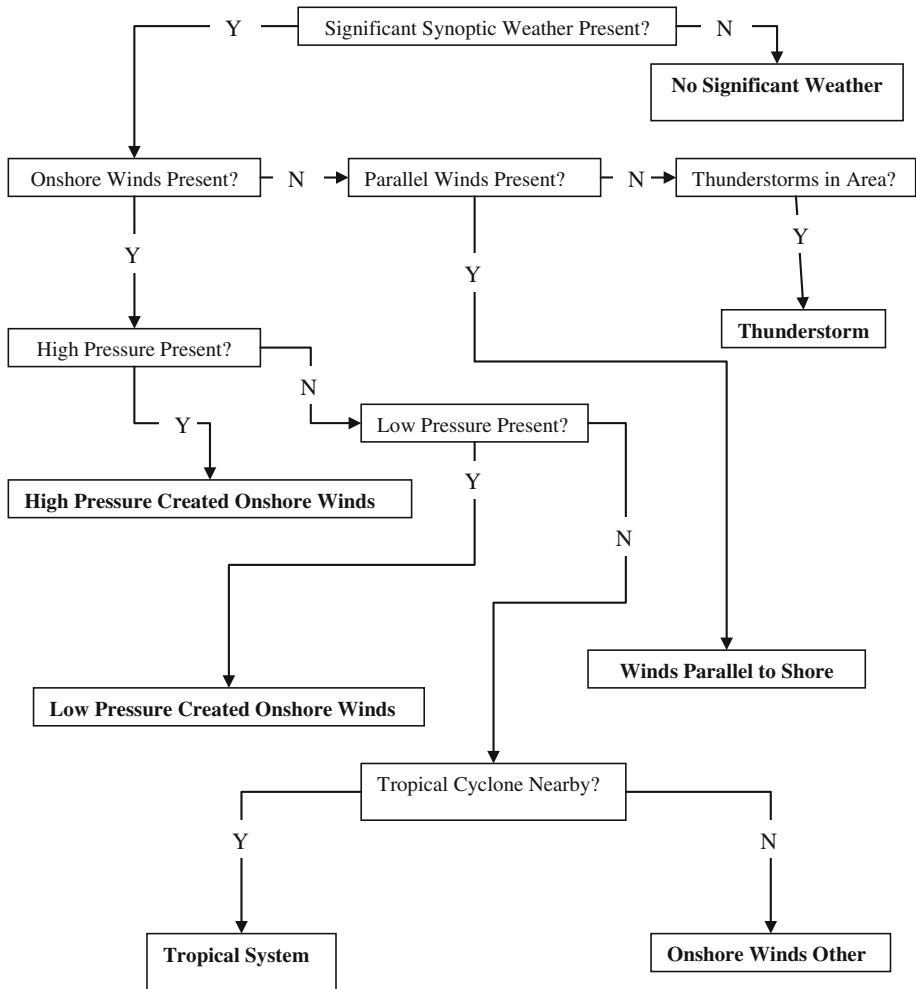 Y
Significant Synoptic Weather Present?
N
No Significant Weather
Onshore Winds Present?
N
Parallel Winds Present?
N
Thunderstorms in Area?
Y
Y
Y
Thunderstorm
High Pressure Present?
N
Y
Low Pressure Present?
Y
High Pressure Created Onshore Winds
N
Winds Parallel to Shore
Low Pressure Created Onshore Winds
Tropical Cyclone Nearby?
Y
N
Tropical System
Onshore Winds Other